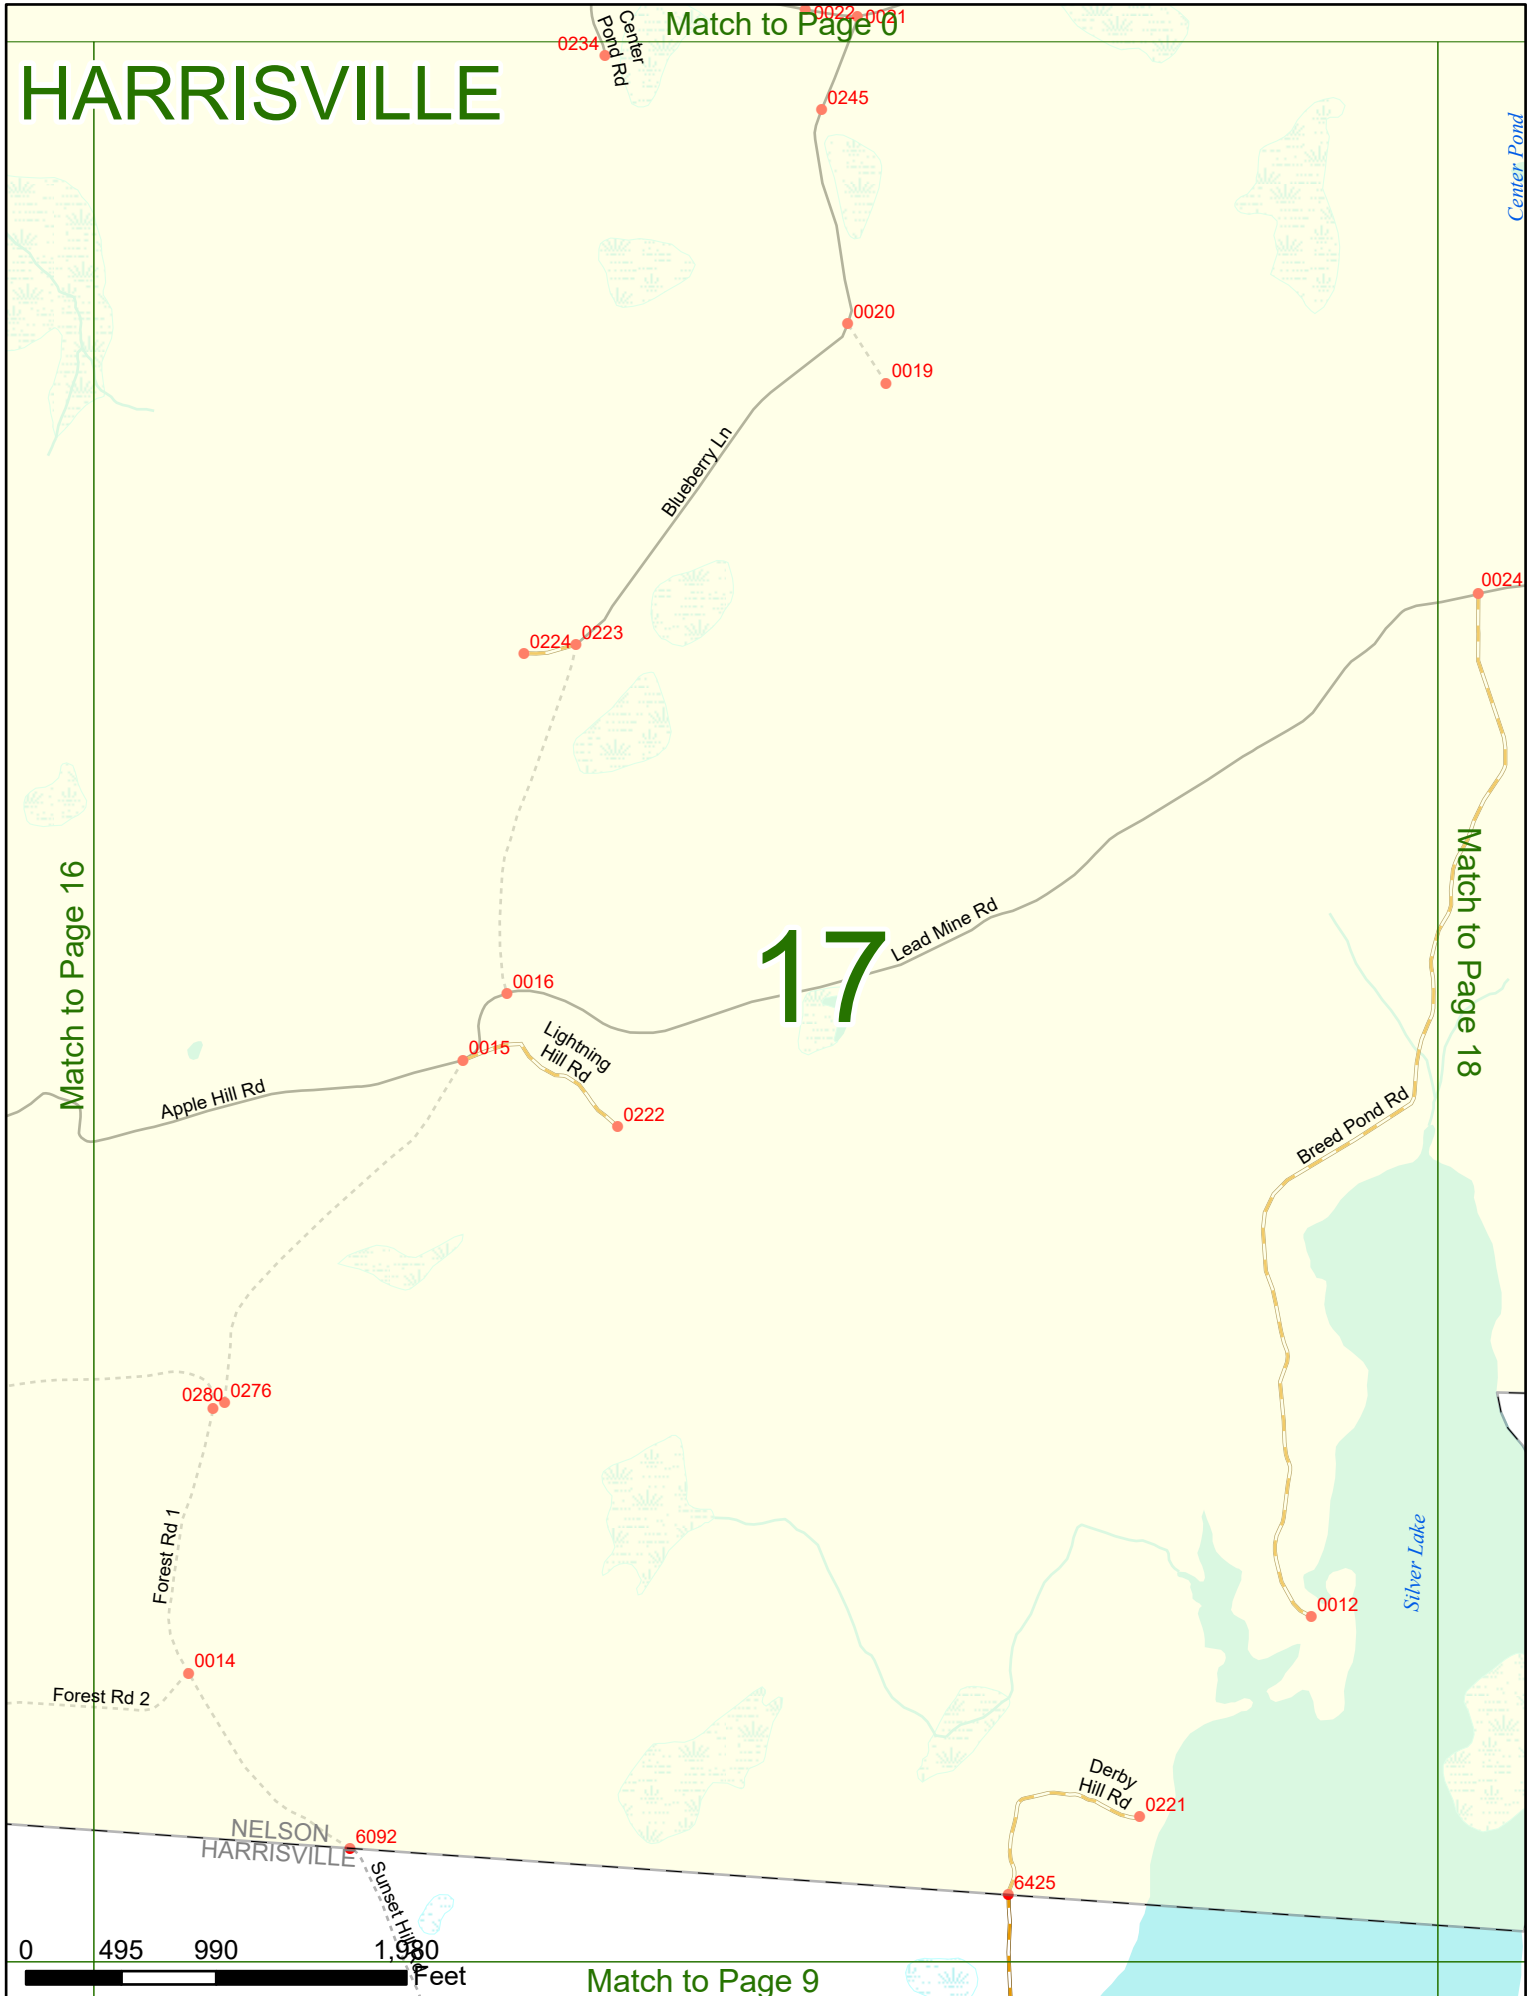 0022
0021
Match to Page 0
Center
Pond Rd
0234
HARRISVILLE
0245
Center Pond
0020
0019
Blueberry Ln
0024
0223
0224
Match to Page 16
Match to Page 18
17
Lead Mine Rd
0016
Lightning
Hill Rd
0015
Apple Hill Rd
0222
Breed Pond Rd
0280
0276
Forest Rd 1
Silver Lake
0012
0014
Forest Rd 2
Derby
Hill Rd
0221
NELSON
HARRISVILLE
6092
Sunset Hill Rd
6425
0 495 990 1,980
Feet
Match to Page 9